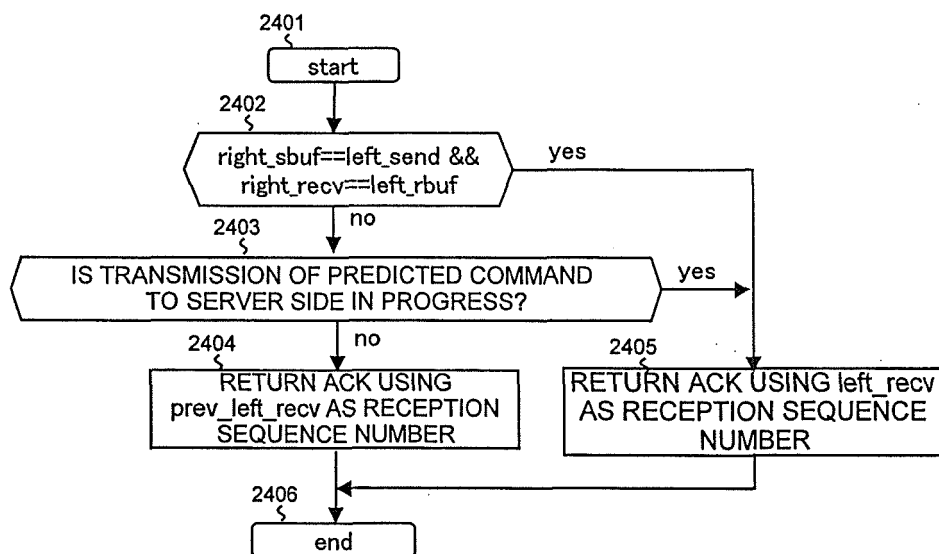 2401
start
2402
right_sbuf==left_send &&
right_recv==left_rbuf
yes
no
2403
IS TRANSMISSION OF PREDICTED COMMAND
TO SERVER SIDE IN PROGRESS?
yes
no
2404
RETURN ACK USING
prev_left_recv AS RECEPTION
SEQUENCE NUMBER
2405
RETURN ACK USING left_recv
AS RECEPTION SEQUENCE
NUMBER
2406
end